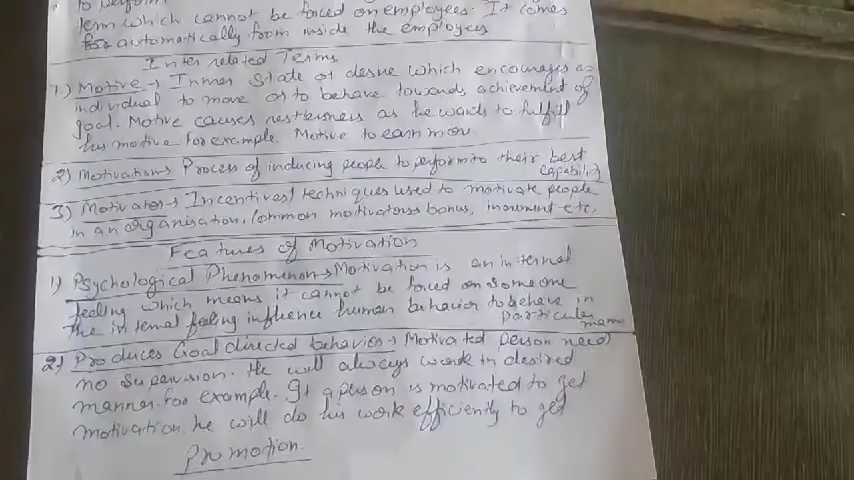 to perform
term which cannot be forced on employees. It comes
automatically from inside the employees
Inter related Terms
1) Motive → Inner State of desire which encourages an
individual to move or to behave towards achievement of
goal. Motive causes restlessness as he wants to fulfill
his motive for example. Motive to earn more
2) Motivation → Process of inducing people to perform to their best
capability
3) Motivator → Incentives/techniques used to motivate people
in an organisation. Common motivators bonus, increment etc.
Features of Motivation
1) Psychological Phenomenon → Motivation is an internal
feeling which means it cannot be forced on someone
the internal feeling influence human behavior to behave in
particular
2) Produces Goal directed behavior → Motivated person need
no supervision. He will always work in desired
manner. For example. If a person is motivated to get
motivation he will do his work efficiently to get
promotion.